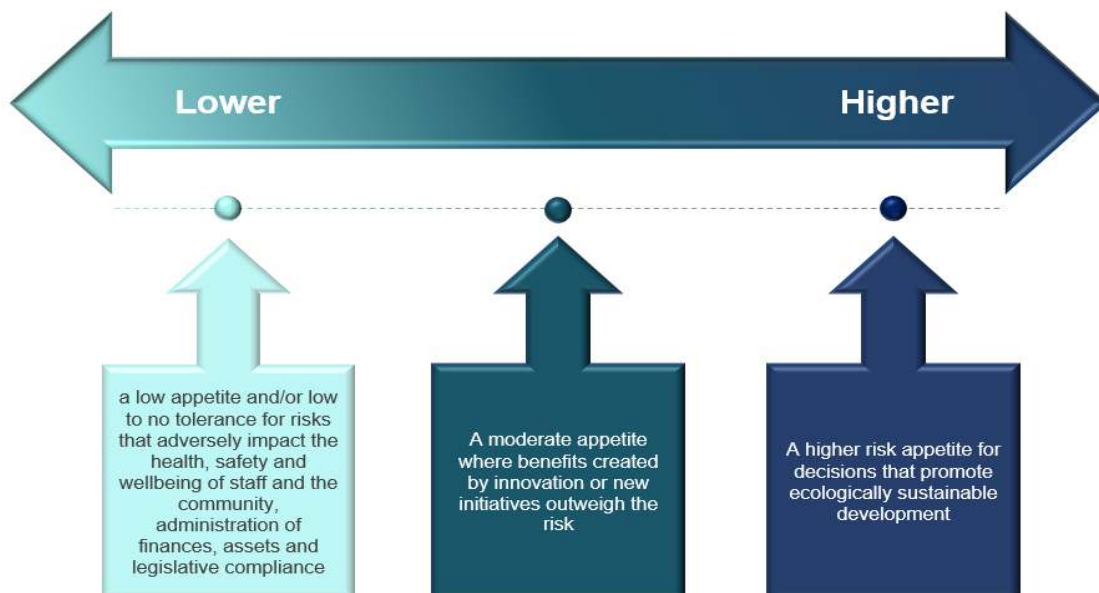 Lower
Higher
a low appetite and/or low
to no tolerance for risks
that adversely impact the
health, safety and
wellbeing of staff and the
community,
administration of
finances, assets and
legislative compliance
A moderate appetite
where benefits created
by innovation or new
initiatives outweigh the
risk
A higher risk appetite for
decisions that promote
ecologically sustainable
development